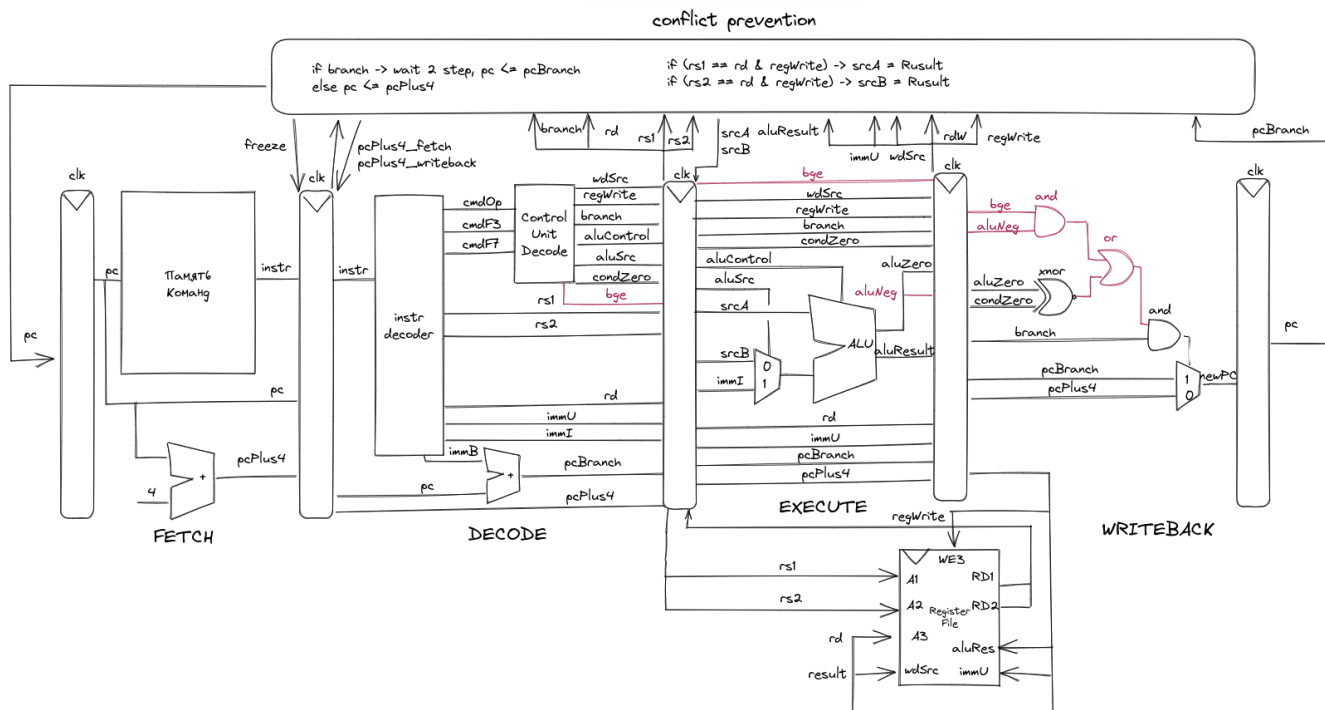 conflict prevention
if branch -> wait 2 step, pc <= pcBranch
else pc <= pcPlus4
if (rs1 == rd & regWrite) -> srcA = Rusult
if (rs2 == rd & regWrite) -> srcB = Rusult
freeze
pcPlus4_fetch
pcPlus4_writeback
branch
rd
rs1
rs2
srcA
srcB
aluResult
immU
wdSrc
rdW
regWrite
pcBranch
clk
pc
Память
Команд
instr
pc
pc
4
+
pcPlus4
FETCH
clk
instr
instr
decoder
cmdOp
cmdF3
cmdF7
Control
Unit
Decode
wdSrc
regWrite
branch
aluControl
aluSrc
condZero
bge
rs1
rs2
rd
immU
immI
immB
+
pc
pcBranch
pcPlus4
DECODE
clk
bge
wdSrc
regWrite
branch
condZero
aluControl
aluSrc
srcA
srcB
immI
0
1
ALU
aluZero
aluNeg
aluResult
rd
immU
pcBranch
pcPlus4
EXECUTE
clk
bge
aluNeg
and
or
aluZero
condZero
xnor
branch
and
pcBranch
pcPlus4
1
0
newPC
WRITEBACK
clk
pc
pc
regWrite
rs1
rs2
rd
result
WE3
A1
RD1
A2
RD2
Register
File
A3
aluRes
wdSrc
immU